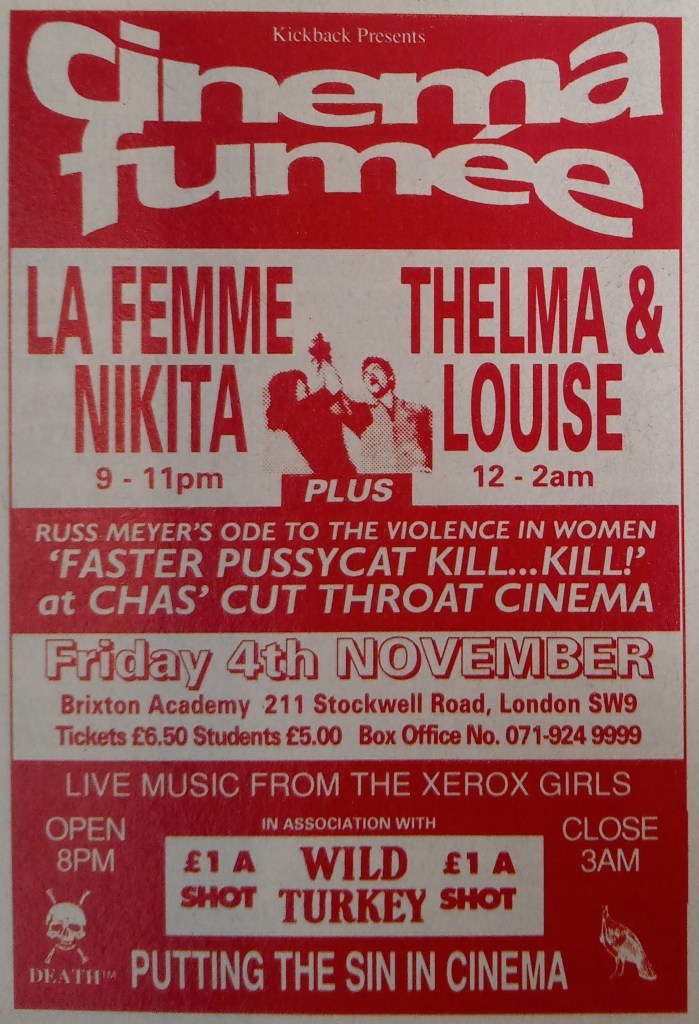 Kickback Presents
cinema
fumée
LA FEMME
NIKITA
9 - 11pm
THELMA &
LOUISE
12 - 2am
PLUS
RUSS MEYER'S ODE TO THE VIOLENCE IN WOMEN
'FASTER PUSSYCAT KILL...KILL!'
at CHAS' CUT THROAT CINEMA
Friday 4th NOVEMBER
Brixton Academy 211 Stockwell Road, London SW9
Tickets £6.50 Students £5.00 Box Office No. 071-924 9999
LIVE MUSIC FROM THE XEROX GIRLS
OPEN
8PM
IN ASSOCIATION WITH
£1 A
SHOT
WILD
TURKEY
£1 A
SHOT
CLOSE
3AM
DEATH™
PUTTING THE SIN IN CINEMA